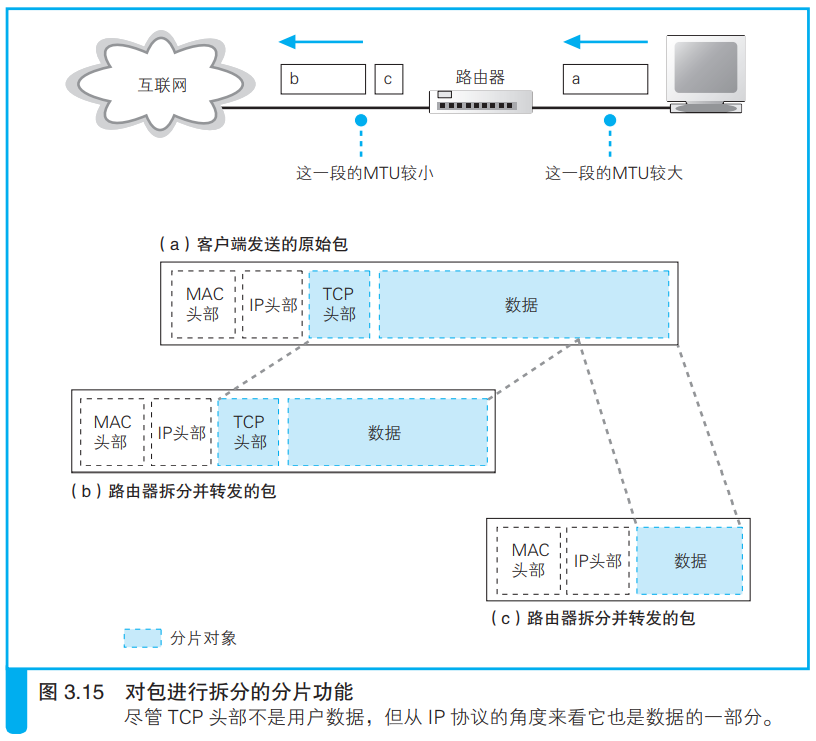 互联网
b
c
路由器
a
这一段的MTU较小
这一段的MTU较大
（a）客户端发送的原始包
MAC
头部
IP头部
TCP
头部
数据
MAC
头部
IP头部
TCP
头部
数据
（b）路由器拆分并转发的包
MAC
头部
IP头部
数据
（c）路由器拆分并转发的包
分片对象
图 3.15 对包进行拆分的分片功能
尽管 TCP 头部不是用户数据，但从 IP 协议的角度来看它也是数据的一部分。